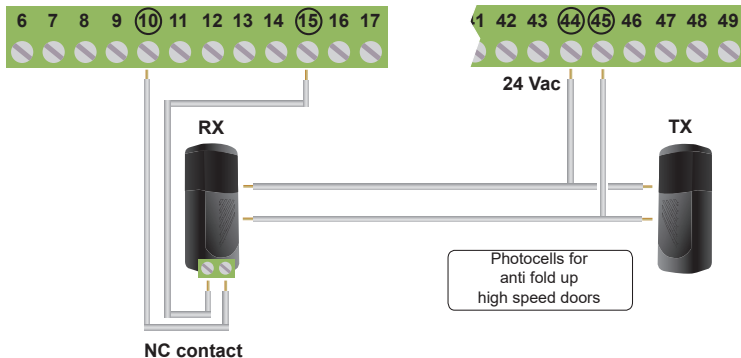 6 7 8 9 10 11 12 13 14 15 16 17
41 42 43 44 45 46 47 48 49
24 Vac
RX
TX
Photocells for
anti fold up
high speed doors
NC contact